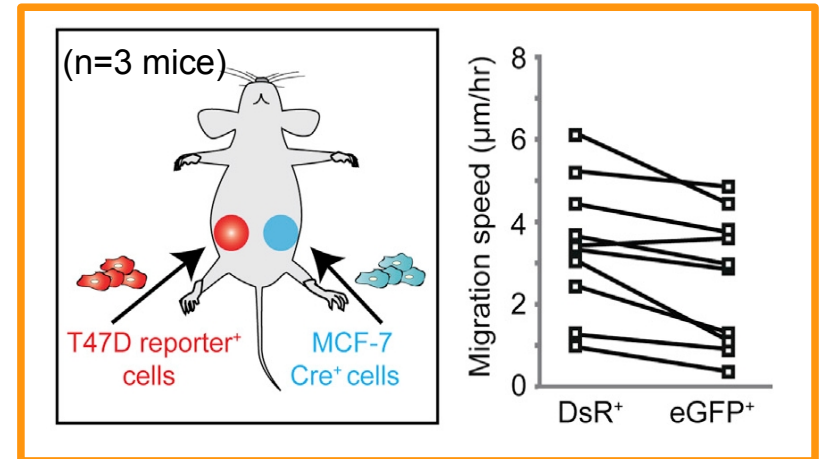 (n=3 mice)
T47D reporter⁺
cells
MCF-7
Cre⁺ cells
Migration speed (µm/hr)
8
6
4
2
0
DsR⁺
eGFP⁺